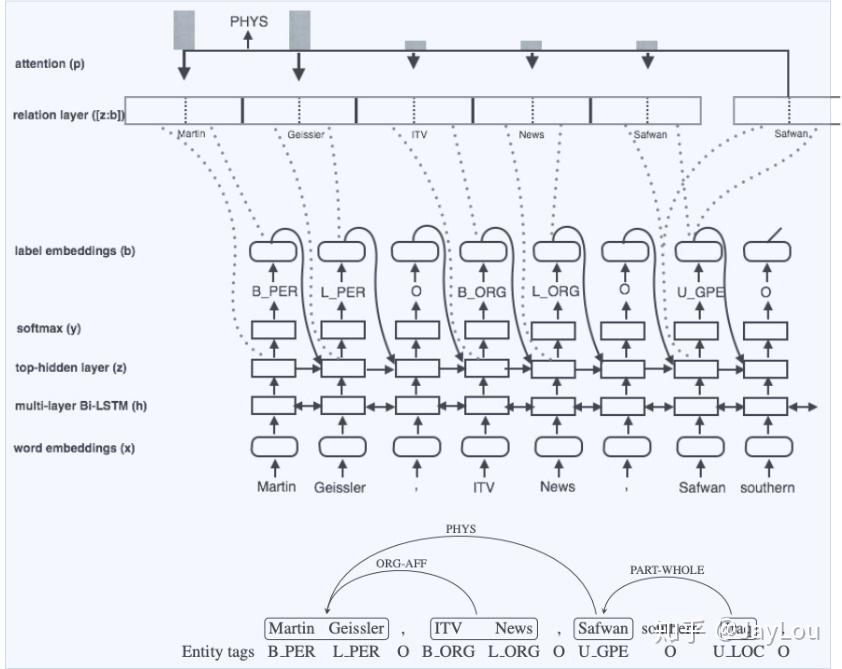 PHYS
attention (p)
relation layer ([z:b])
Martin Geissler ITV News Safwan Safwan
label embeddings (b)
B_PER L_PER O B_ORG L_ORG O U_GPE O
softmax (y)
top-hidden layer (z)
multi-layer Bi-LSTM (h)
word embeddings (x)
Martin Geissler , ITV News , Safwan southern
PHYS
ORG-AFF PART-WHOLE
Martin Geissler , ITV News , Safwan
知乎 @JayLou
Entity tags B_PER L_PER O B_ORG L_ORG O U_GPE O U_LOC O